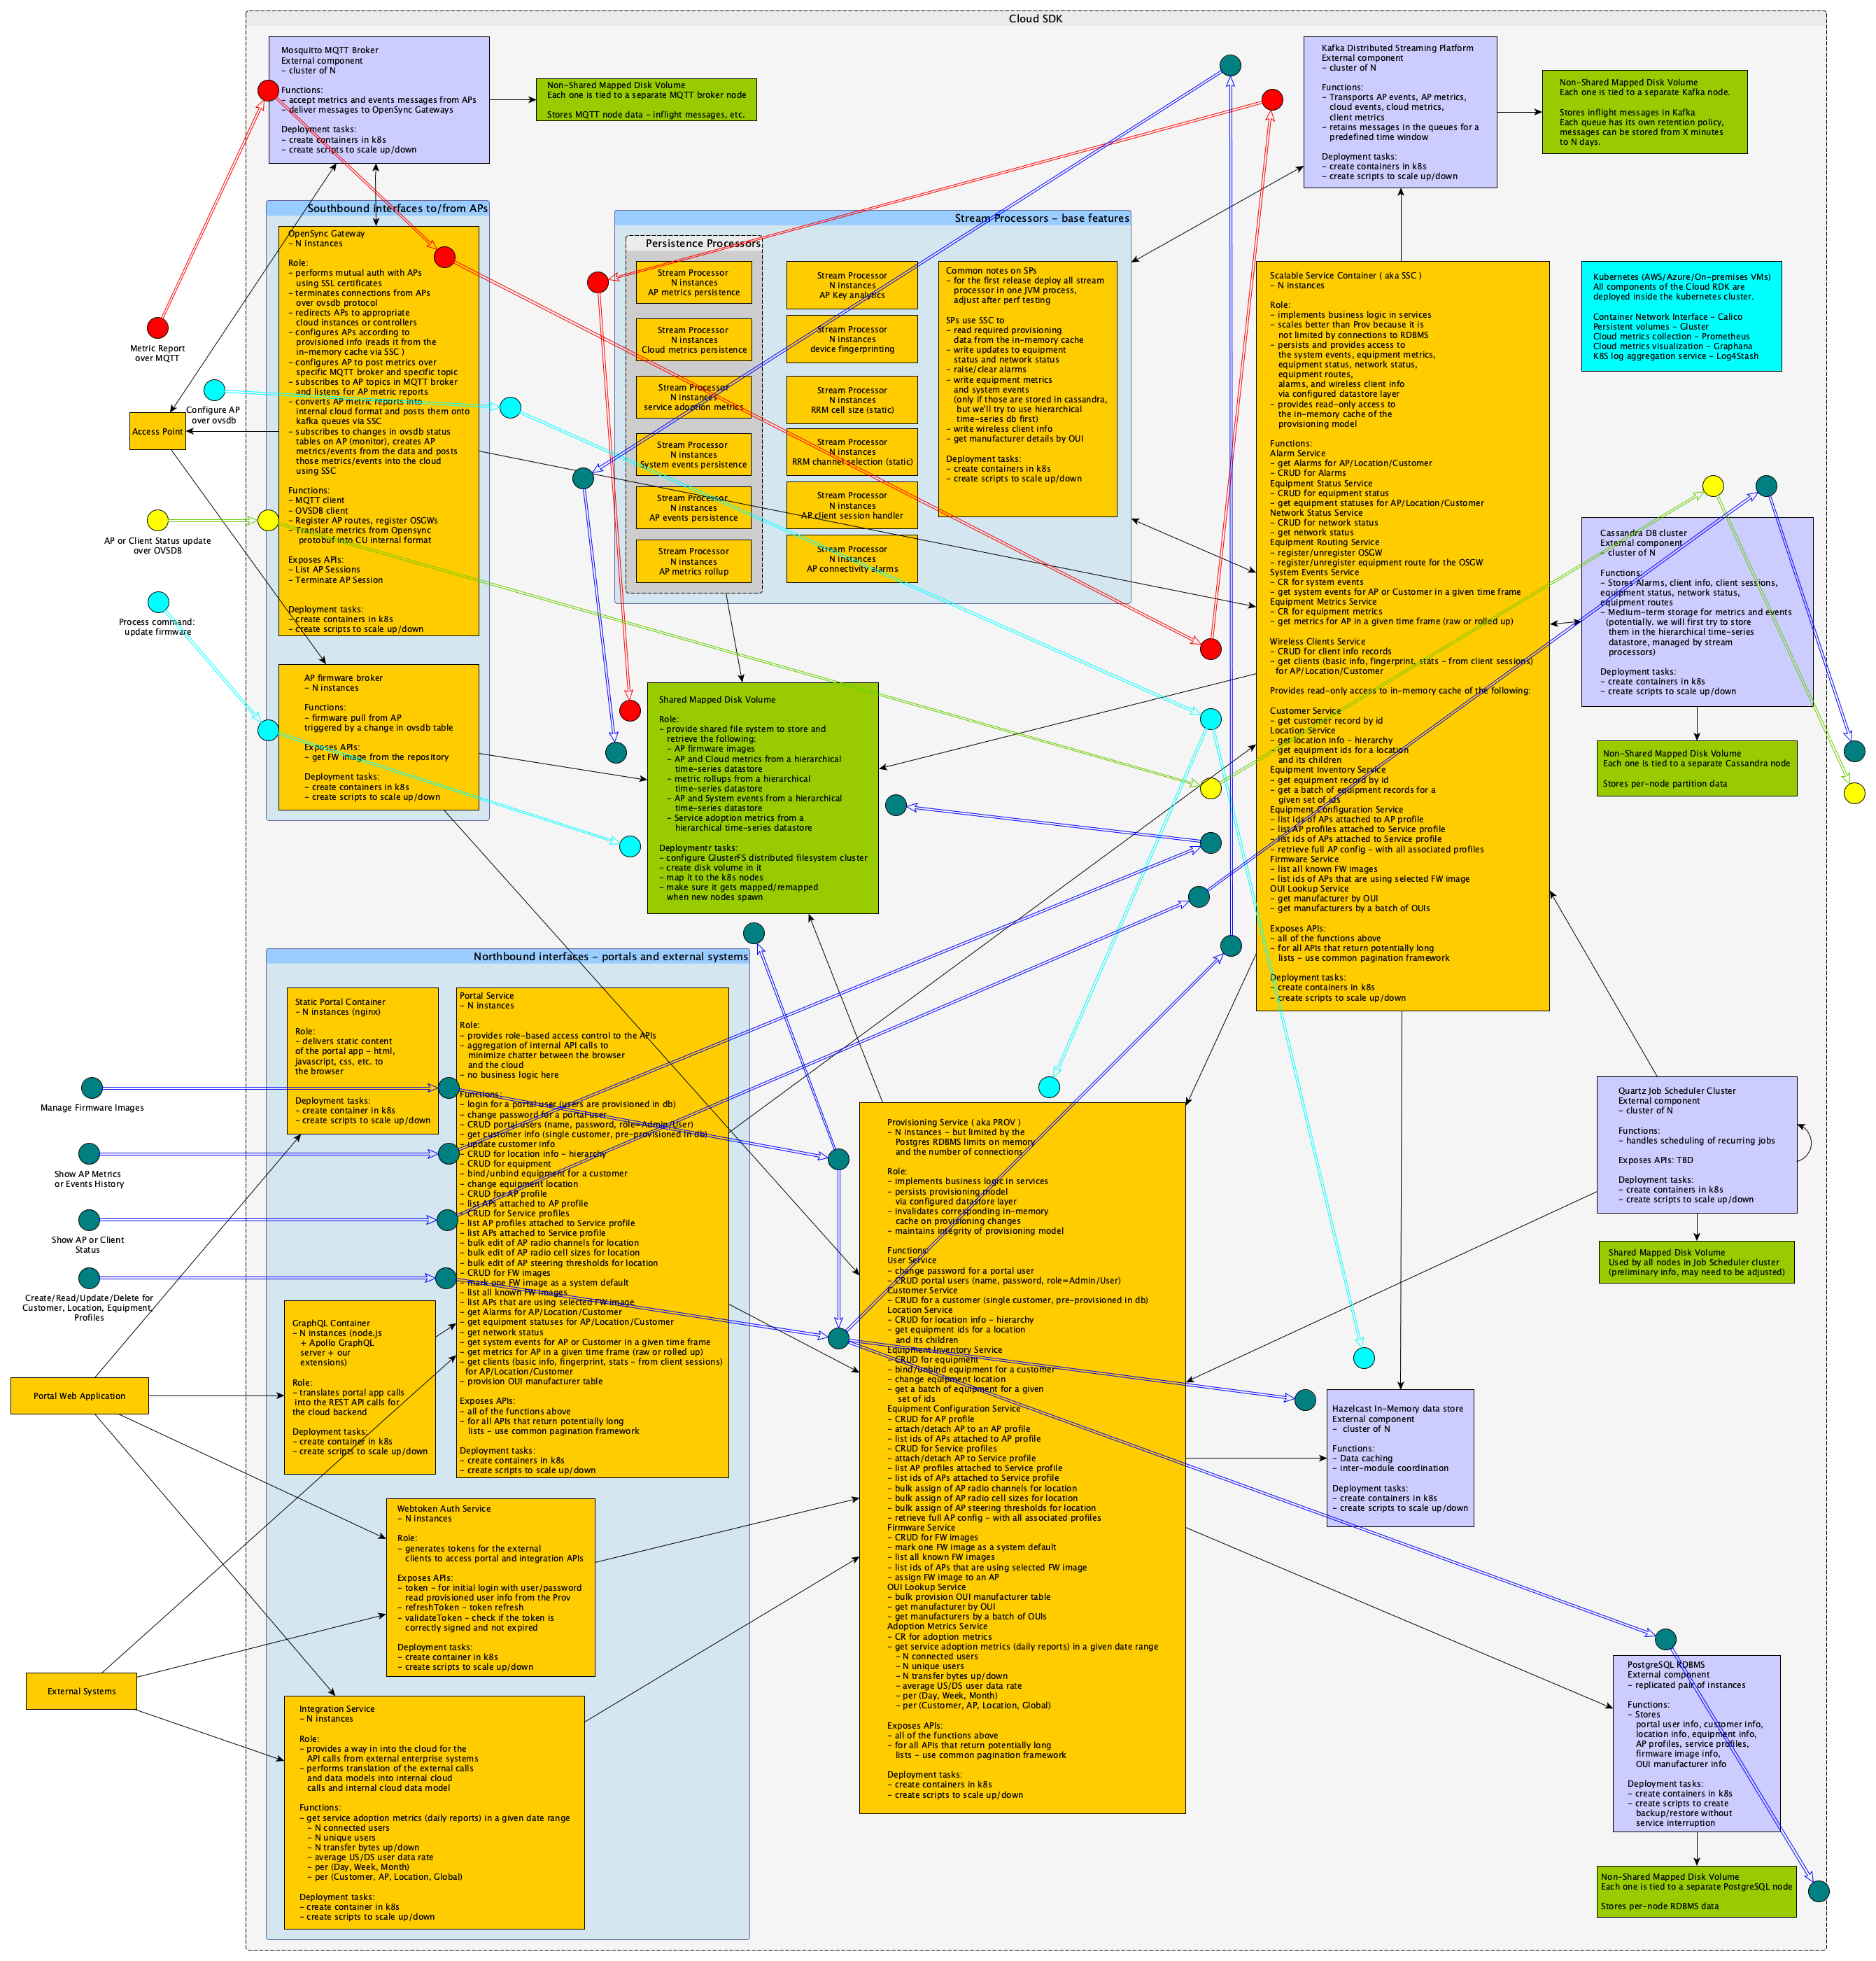 Cloud SDK
Mosquitto MQTT Broker
External component
- cluster of N
Functions:
- accept metrics and events messages from APs
- deliver messages to OpenSync Gateways
Deployment tasks:
- create containers in k8s
- create scripts to scale up/down
Non-Shared Mapped Disk Volume
Each one is tied to a separate MQTT broker node
Stores MQTT node data - inflight messages, etc.
Kafka Distributed Streaming Platform
External component
- cluster of N
Functions:
- Transports AP events, AP metrics,
cloud events, cloud metrics,
client metrics
- retains messages in the queues for a
predefined time window
Deployment tasks:
- create containers in k8s
- create scripts to scale up/down
Non-Shared Mapped Disk Volume
Each one is tied to a separate Kafka node.
Stores inflight messages in Kafka
Each queue has its own retention policy,
messages can be stored from X minutes
to N days.
Southbound interfaces to/from APs
OpenSync Gateway
- N instances
Role:
- performs mutual auth with APs
using SSL certificates
- terminates connections from APs
over ovsdb protocol
- redirects APs to appropriate
cloud instances or controllers
- configures APs according to
provisioned info (reads it from the
in-memory cache via SSC )
- configures AP to post metrics over
specific MQTT broker and specific topic
- subscribes to AP topics in MQTT broker
and listens for AP metric reports
- converts AP metric reports into
internal cloud format and posts them onto
kafka queues via SSC
- subscribes to changes in ovsdb status
tables on AP (monitor), creates AP
metrics/events from the data and posts
those metrics/events into the cloud
using SSC
Functions:
- MQTT client
- OVSDB client
- Register AP routes, register OSGWs
- Translate metrics from Opensync
protobuf into CU internal format
Exposes APIs:
- List AP Sessions
- Terminate AP Session
Deployment tasks:
- create containers in k8s
- create scripts to scale up/down
AP firmware broker
- N instances
Functions:
- firmware pull from AP
triggered by a change in ovsdb table
Exposes APIs:
- get FW image from the repository
Deployment tasks:
- create containers in k8s
- create scripts to scale up/down
Metric Report
over MQTT
Configure AP
over ovsdb
Access Point
AP or Client Status update
over OVSDB
Process command:
update firmware
Stream Processors - base features
Persistence Processors
Stream Processor
N instances
AP metrics persistence
Stream Processor
N instances
Cloud metrics persistence
Stream Processor
N instances
service adoption metrics
Stream Processor
N instances
System events persistence
Stream Processor
N instances
AP events persistence
Stream Processor
N instances
AP metrics rollup
Stream Processor
N instances
AP Key analytics
Stream Processor
N instances
device fingerprinting
Stream Processor
N instances
RRM cell size (static)
Stream Processor
N instances
RRM channel selection (static)
Stream Processor
N instances
AP client session handler
Stream Processor
N instances
AP connectivity alarms
Common notes on SPs
- for the first release deploy all stream
processor in one JVM process,
adjust after perf testing
SPs use SSC to
- read required provisioning
data from the in-memory cache
- write updates to equipment
status and network status
- raise/clear alarms
- write equipment metrics
and system events
(only if those are stored in cassandra,
but we'll try to use hierarchical
time-series db first)
- write wireless client info
- get manufacturer details by OUI
Deployment tasks:
- create containers in k8s
- create scripts to scale up/down
Scalable Service Container ( aka SSC )
- N instances
Role:
- implements business logic in services
- scales better than Prov because it is
not limited by connections to RDBMS
- persists and provides access to
the system events, equipment metrics,
equipment status, network status,
equipment routes,
alarms, and wireless client info
via configured datastore layer
- provides read-only access to
the in-memory cache of the
provisioning model
Functions:
Alarm Service
- get Alarms for AP/Location/Customer
- CRUD for Alarms
Equipment Status Service
- CRUD for equipment status
- get equipment statuses for AP/Location/Customer
Network Status Service
- CRUD for network status
- get network status
Equipment Routing Service
- register/unregister OSGW
- register/unregister equipment route for the OSGW
System Events Service
- CR for system events
- get system events for AP or Customer in a given time frame
Equipment Metrics Service
- CR for equipment metrics
- get metrics for AP in a given time frame (raw or rolled up)
Wireless Clients Service
- CRUD for client info records
- get clients (basic info, fingerprint, stats - from client sessions)
for AP/Location/Customer
Provides read-only access to in-memory cache of the following:
Customer Service
- get customer record by id
Location Service
- get location info - hierarchy
- get equipment ids for a location
and its children
Equipment Inventory Service
- get equipment record by id
- get a batch of equipment records for a
given set of ids
Equipment Configuration Service
- list ids of APs attached to AP profile
- list AP profiles attached to Service profile
- list ids of APs attached to Service profile
- retrieve full AP config - with all associated profiles
Firmware Service
- list all known FW images
- list ids of APs that are using selected FW image
OUI Lookup Service
- get manufacturer by OUI
- get manufacturers by a batch of OUIs
Exposes APIs:
- all of the functions above
- for all APIs that return potentially long
lists - use common pagination framework
Deployment tasks:
- create containers in k8s
- create scripts to scale up/down
Kubernetes (AWS/Azure/On-premises VMs)
All components of the Cloud RDK are
deployed inside the kubernetes cluster.
Container Network Interface - Calico
Persistent volumes - Gluster
Cloud metrics collection - Prometheus
Cloud metrics visualization - Graphana
K8S log aggregation service - Log4Stash
Cassandra DB cluster
External component
- cluster of N
Functions:
- Stores Alarms, client info, client sessions,
equipment status, network status,
equipment routes
- Medium-term storage for metrics and events
(potentially. we will first try to store
them in the hierarchical time-series
datastore, managed by stream
processors)
Deployment tasks:
- create containers in k8s
- create scripts to scale up/down
Non-Shared Mapped Disk Volume
Each one is tied to a separate Cassandra node
Stores per-node partition data
Shared Mapped Disk Volume
Role:
- provide shared file system to store and
retrieve the following:
- AP firmware images
- AP and Cloud metrics from a hierarchical
time-series datastore
- metric rollups from a hierarchical
time-series datastore
- AP and System events from a hierarchical
time-series datastore
- Service adoption metrics from a
hierarchical time-series datastore
Deploymentr tasks:
- configure GlusterFS distributed filesystem cluster
- create disk volume in it
- map it to the k8s nodes
- make sure it gets mapped/remapped
when new nodes spawn
Northbound interfaces - portals and external systems
Static Portal Container
- N instances (nginx)
Role:
- delivers static content
of the portal app - html,
javascript, css, etc. to
the browser
Deployment tasks:
- create container in k8s
- create scripts to scale up/down
Portal Service
- N instances
Role:
- provides role-based access control to the APIs
- aggregation of internal API calls to
minimize chatter between the browser
and the cloud
- no business logic here
Functions:
- login for a portal user (users are provisioned in db)
- change password for a portal user
- CRUD portal users (name, password, role=Admin/User)
- get customer info (single customer, pre-provisioned in db)
- update customer info
- CRUD for location info - hierarchy
- CRUD for equipment
- bind/unbind equipment for a customer
- change equipment location
- CRUD for AP profile
- list APs attached to AP profile
- CRUD for Service profiles
- list AP profiles attached to Service profile
- list APs attached to Service profile
- bulk edit of AP radio channels for location
- bulk edit of AP radio cell sizes for location
- bulk edit of AP steering thresholds for location
- CRUD for FW images
- mark one FW image as a system default
- list all known FW images
- list APs that are using selected FW image
- get Alarms for AP/Location/Customer
- get equipment statuses for AP/Location/Customer
- get network status
- get system events for AP or Customer in a given time frame
- get metrics for AP in a given time frame (raw or rolled up)
- get clients (basic info, fingerprint, stats - from client sessions)
for AP/Location/Customer
- provision OUI manufacturer table
Exposes APIs:
- all of the functions above
- for all APIs that return potentially long
lists - use common pagination framework
Deployment tasks:
- create containers in k8s
- create scripts to scale up/down
Manage Firmware Images
Show AP Metrics
or Events History
Show AP or Client
Status
Create/Read/Update/Delete for
Customer, Location, Equipment,
Profiles
GraphQL Container
- N instances (node.js
+ Apollo GraphQL
server + our
extensions)
Role:
- translates portal app calls
into the REST API calls for
the cloud backend
Deployment tasks:
- create container in k8s
- create scripts to scale up/down
Portal Web Application
External Systems
Webtoken Auth Service
- N instances
Role:
- generates tokens for the external
clients to access portal and integration APIs
Exposes APIs:
- token - for initial login with user/password
read provisioned user info from the Prov
- refreshToken - token refresh
- validateToken - check if the token is
correctly signed and not expired
Deployment tasks:
- create container in k8s
- create scripts to scale up/down
Integration Service
- N instances
Role:
- provides a way in into the cloud for the
API calls from external enterprise systems
- performs translation of the external calls
and data models into internal cloud
calls and internal cloud data model
Functions:
- get service adoption metrics (daily reports) in a given date range
- N connected users
- N unique users
- N transfer bytes up/down
- average US/DS user data rate
- per (Day, Week, Month)
- per (Customer, AP, Location, Global)
Deployment tasks:
- create container in k8s
- create scripts to scale up/down
Provisioning Service ( aka PROV )
- N instances - but limited by the
Postgres RDBMS limits on memory
and the number of connections
Role:
- implements business logic in services
- persists provisioning model
via configured datastore layer
- invalidates corresponding in-memory
cache on provisioning changes
- maintains integrity of provisioning model
Functions:
User Service
- change password for a portal user
- CRUD portal users (name, password, role=Admin/User)
Customer Service
- CRUD for a customer (single customer, pre-provisioned in db)
Location Service
- CRUD for location info - hierarchy
- get equipment ids for a location
and its children
Equipment Inventory Service
- CRUD for equipment
- bind/unbind equipment for a customer
- change equipment location
- get a batch of equipment for a given
set of ids
Equipment Configuration Service
- CRUD for AP profile
- attach/detach AP to an AP profile
- list ids of APs attached to AP profile
- CRUD for Service profiles
- attach/detach AP to Service profile
- list AP profiles attached to Service profile
- list ids of APs attached to Service profile
- bulk assign of AP radio channels for location
- bulk assign of AP radio cell sizes for location
- bulk assign of AP steering thresholds for location
- retrieve full AP config - with all associated profiles
Firmware Service
- CRUD for FW images
- mark one FW image as a system default
- list all known FW images
- list ids of APs that are using selected FW image
- assign FW image to an AP
OUI Lookup Service
- bulk provision OUI manufacturer table
- get manufacturer by OUI
- get manufacturers by a batch of OUIs
Adoption Metrics Service
- CR for adoption metrics
- get service adoption metrics (daily reports) in a given date range
- N connected users
- N unique users
- N transfer bytes up/down
- average US/DS user data rate
- per (Day, Week, Month)
- per (Customer, AP, Location, Global)
Exposes APIs:
- all of the functions above
- for all APIs that return potentially long
lists - use common pagination framework
Deployment tasks:
- create containers in k8s
- create scripts to scale up/down
Quartz Job Scheduler Cluster
External component
- cluster of N
Functions:
- handles scheduling of recurring jobs
Exposes APIs: TBD
Deployment tasks:
- create containers in k8s
- create scripts to scale up/down
Shared Mapped Disk Volume
Used by all nodes in Job Scheduler cluster
(preliminary info, may need to be adjusted)
Hazelcast In-Memory data store
External component
- cluster of N
Functions:
- Data caching
- inter-module coordination
Deployment tasks:
- create containers in k8s
- create scripts to scale up/down
PostgreSQL RDBMS
External component
- replicated pair of instances
Functions:
- Stores
portal user info, customer info,
location info, equipment info,
AP profiles, service profiles,
firmware image info,
OUI manufacturer info
Deployment tasks:
- create containers in k8s
- create scripts to create
backup/restore without
service interruption
Non-Shared Mapped Disk Volume
Each one is tied to a separate PostgreSQL node
Stores per-node RDBMS data